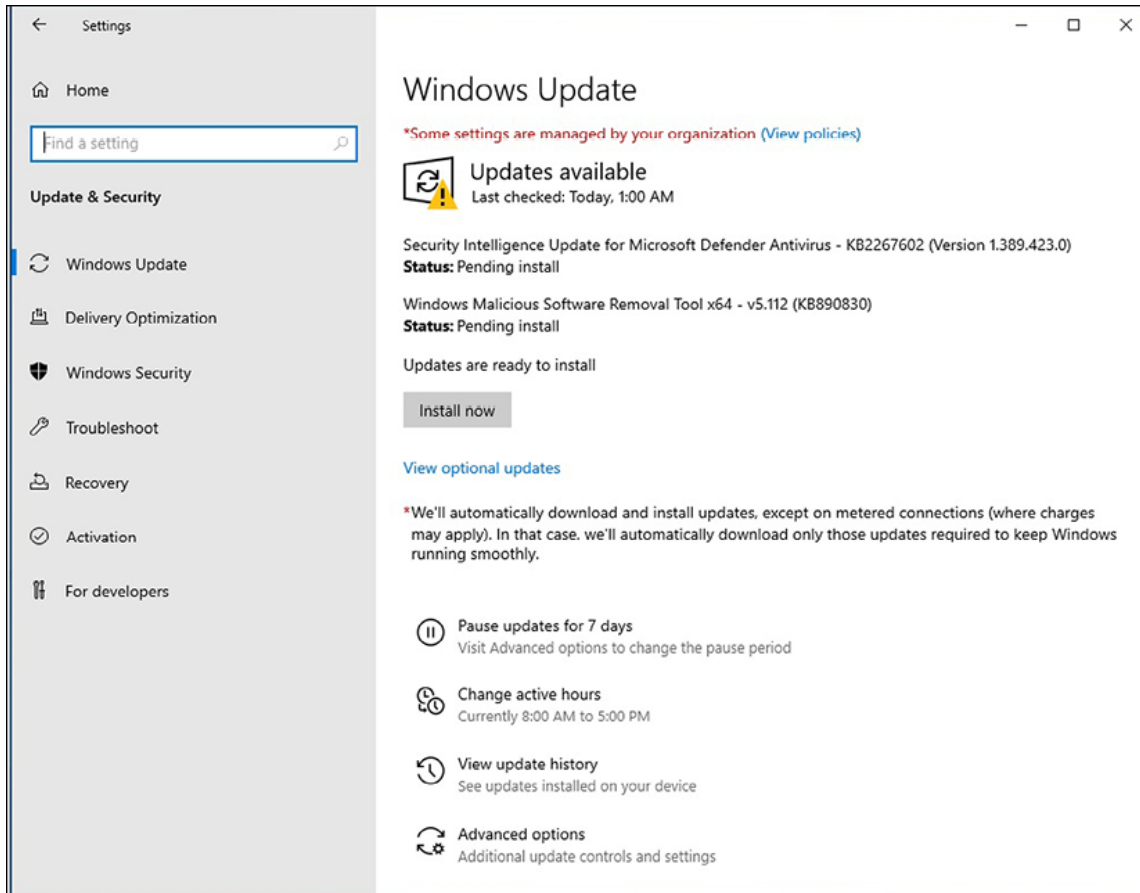 Settings
Home
Find a setting
Update & Security
Windows Update
Delivery Optimization
Windows Security
Troubleshoot
Recovery
Activation
For developers
Windows Update
*Some settings are managed by your organization (View policies)
Updates available
Last checked: Today, 1:00 AM
Security Intelligence Update for Microsoft Defender Antivirus - KB2267602 (Version 1.389.423.0)
Status: Pending install
Windows Malicious Software Removal Tool x64 - v5.112 (KB890830)
Status: Pending install
Updates are ready to install
Install now
View optional updates
*We'll automatically download and install updates, except on metered connections (where charges
may apply). In that case, we'll automatically download only those updates required to keep Windows
running smoothly.
Pause updates for 7 days
Visit Advanced options to change the pause period
Change active hours
Currently 8:00 AM to 5:00 PM
View update history
See updates installed on your device
Advanced options
Additional update controls and settings